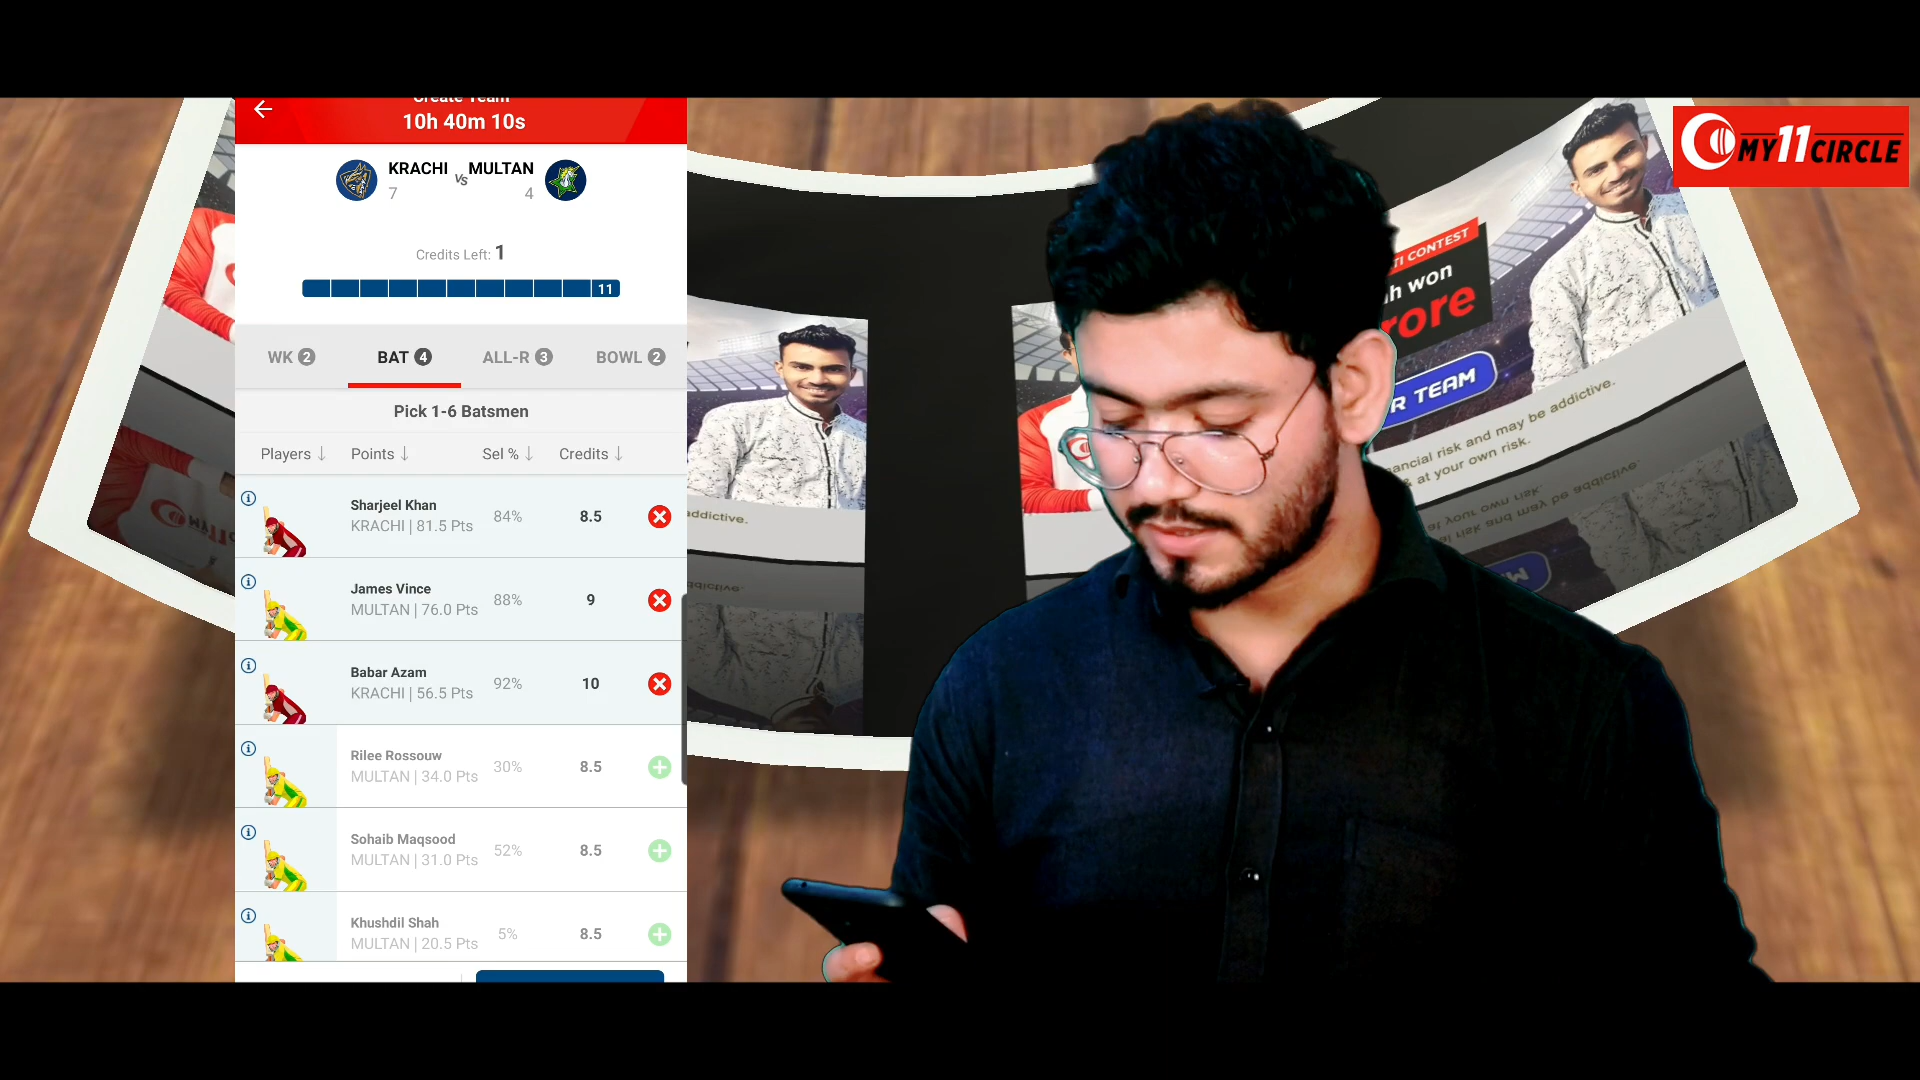 Create Team
10h 40m 10s
KRACHI vs MULTAN
7 4
Credits Left: 1
11
WK 2 BAT 4 ALL-R 3 BOWL 2
Pick 1-6 Batsmen
Players ↓ Points ↓ Sel % ↓ Credits ↓
Sharjeel Khan
KRACHI | 81.5 Pts 84% 8.5
James Vince
MULTAN | 76.0 Pts 88% 9
Babar Azam
KRACHI | 56.5 Pts 92% 10
Rilee Rossouw
MULTAN | 34.0 Pts 30% 8.5
Sohaib Maqsood
MULTAN | 31.0 Pts 52% 8.5
Khushdil Shah
MULTAN | 20.5 Pts 5% 8.5
MY11CIRCLE
TI CONTEST
h won
rore
R TEAM
ancial risk and may be addictive.
& at your own risk.
addictive.